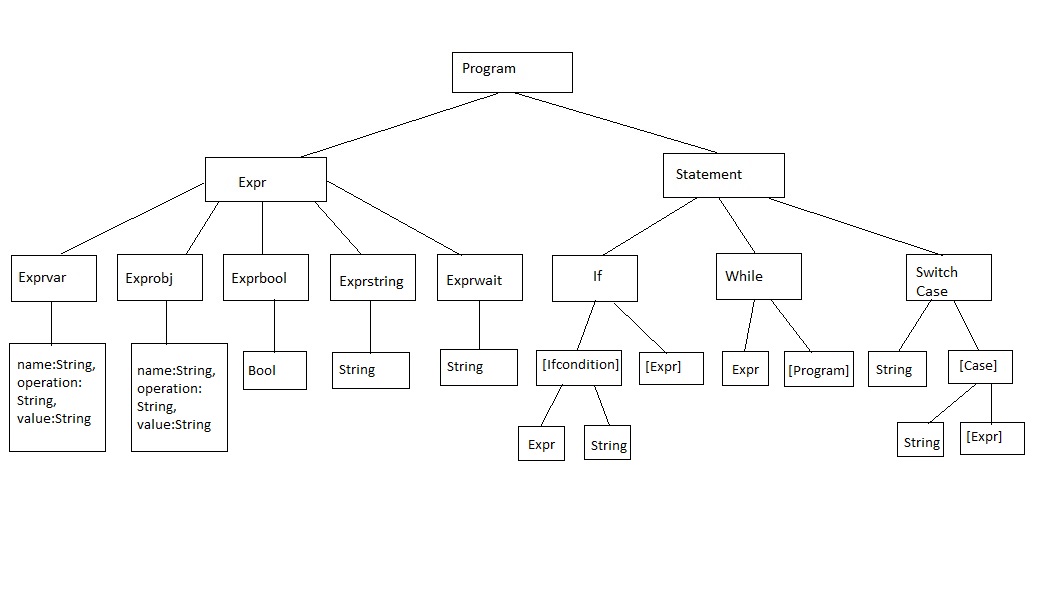 Program
Expr
Statement
Exprvar
Exprobj
Exprbool
Exprstring
Exprwait
If
While
Switch
Case
name:String,
operation:
String,
value:String
name:String,
operation:
String,
value:String
Bool
String
String
[Ifcondition]
[Expr]
Expr
[Program]
String
[Case]
Expr
String
String
[Expr]